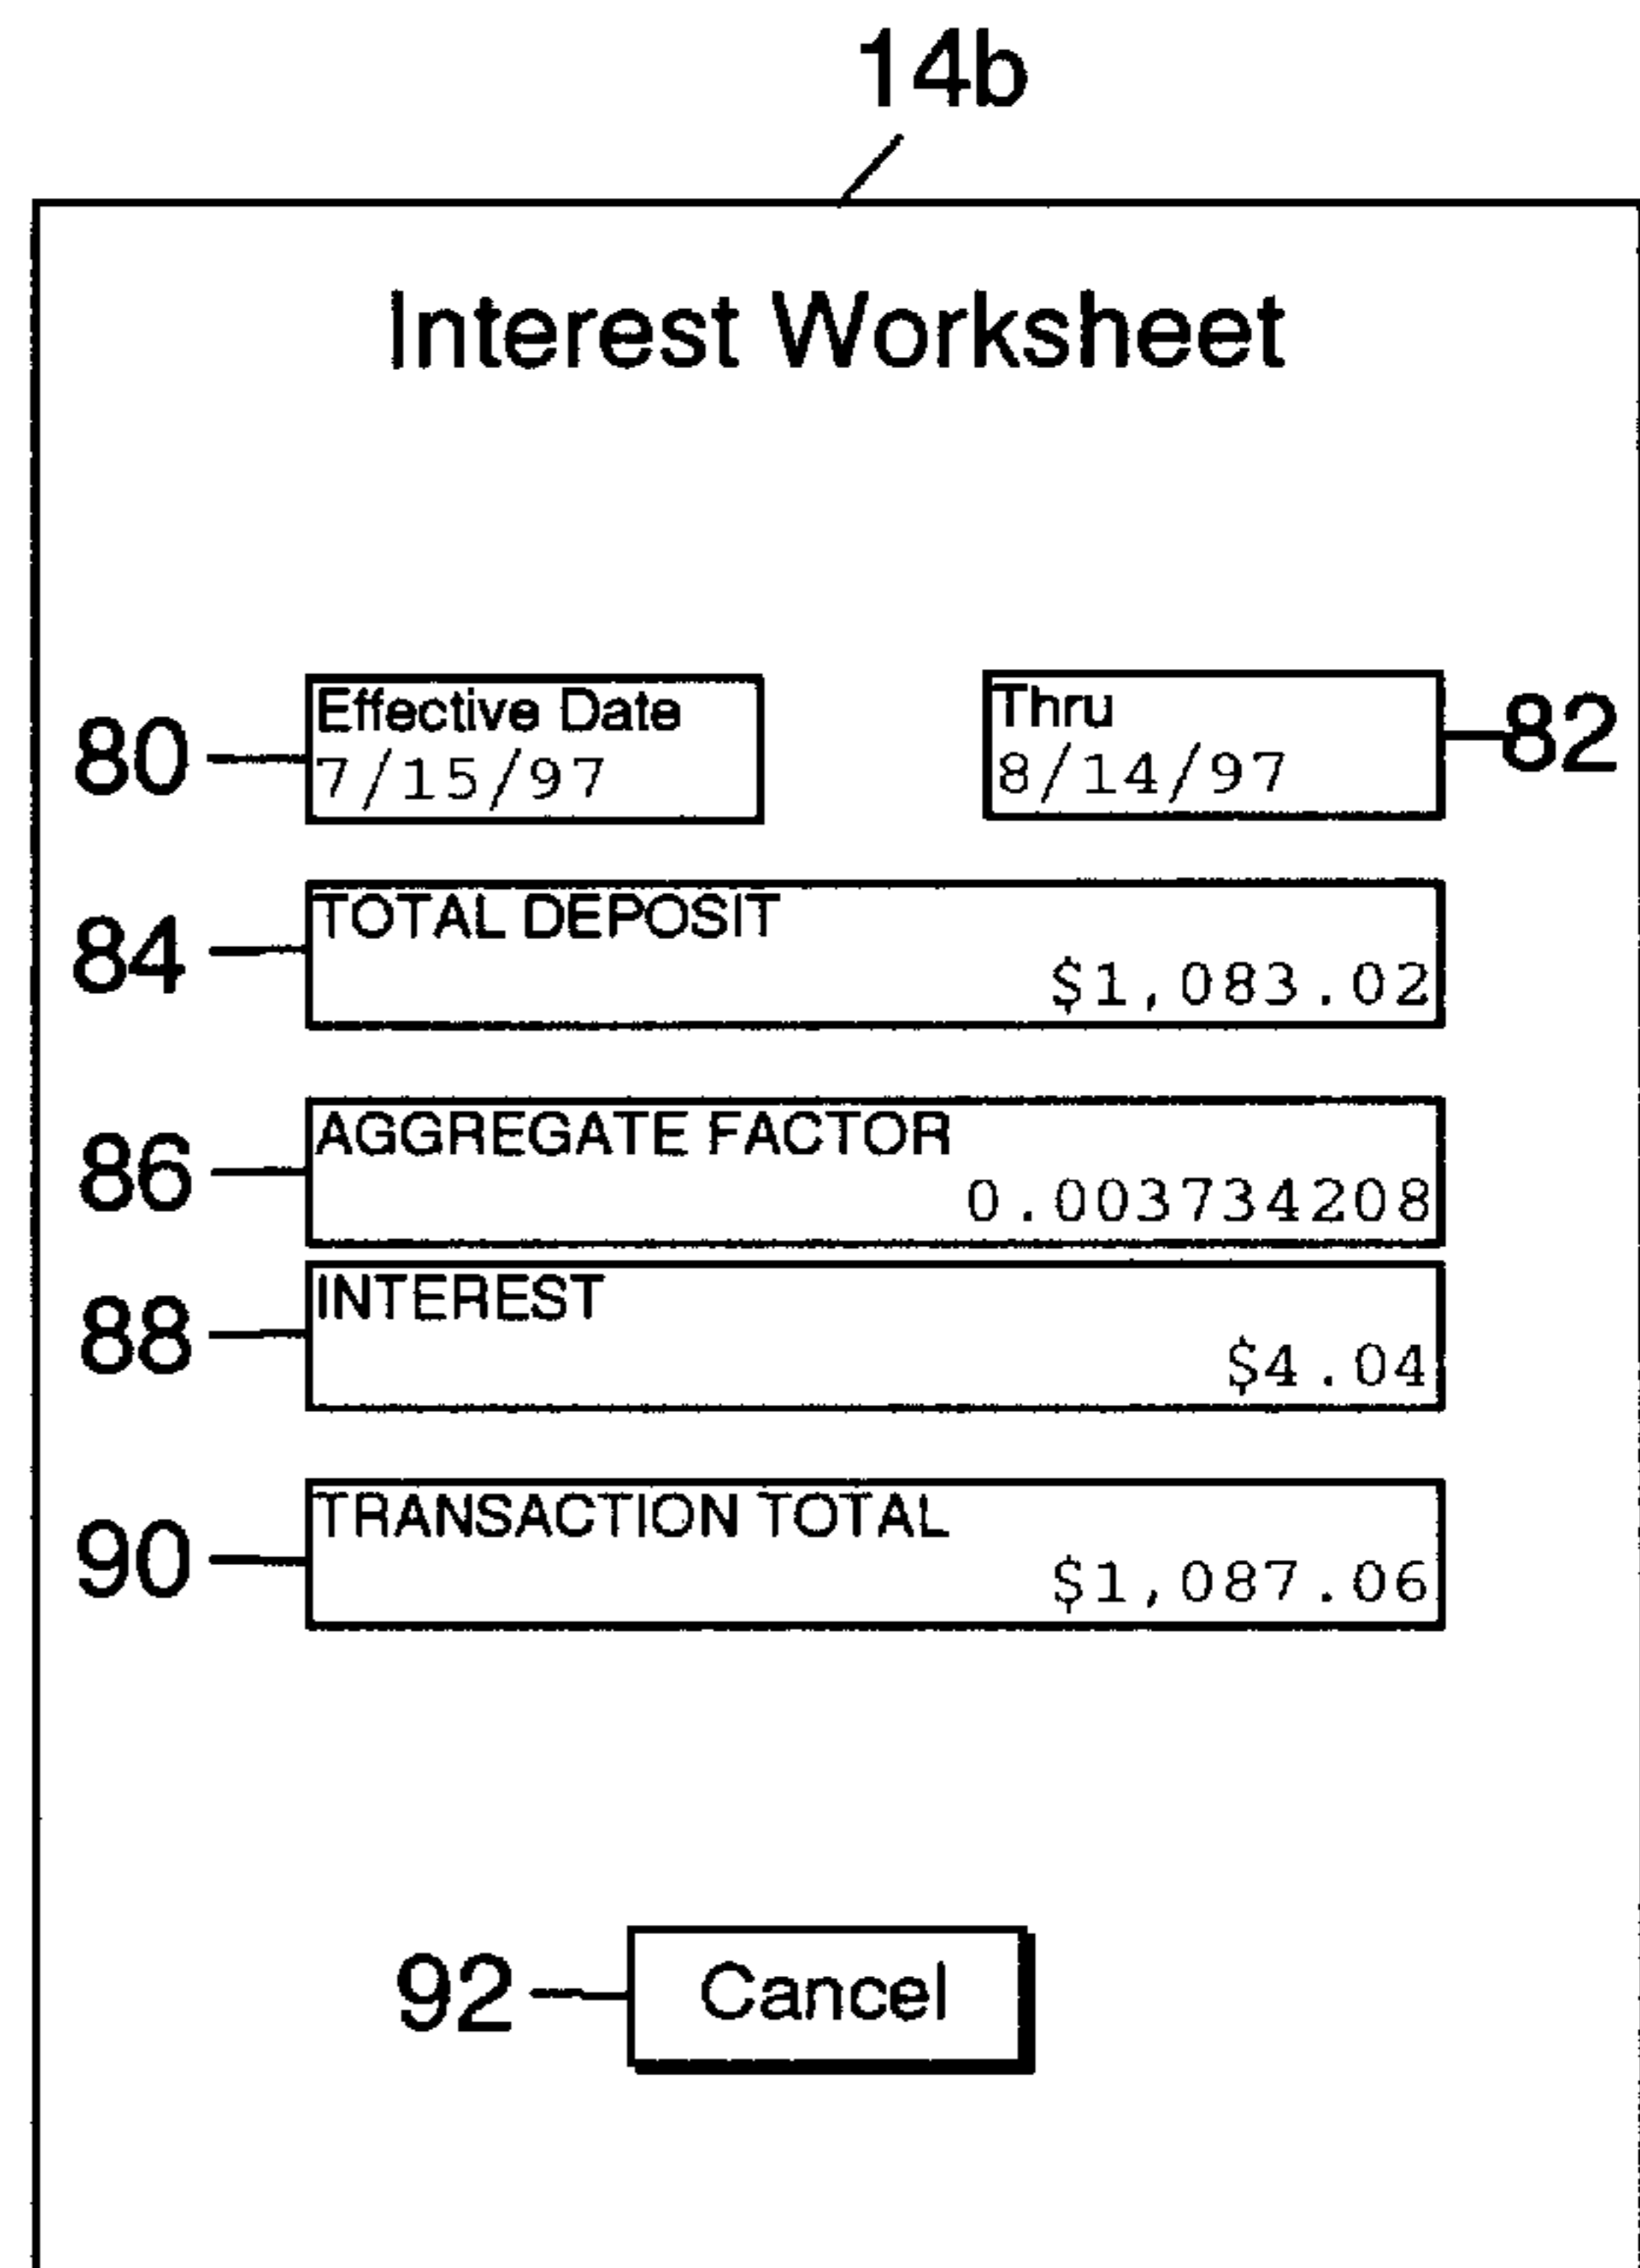 14b
Interest Worksheet
80
Effective Date
7/15/97
Thru
8/14/97
82
84
TOTAL DEPOSIT
$1,083.02
86
AGGREGATE FACTOR
0.003734208
88
INTEREST
$4.04
90
TRANSACTION TOTAL
$1,087.06
92
Cancel